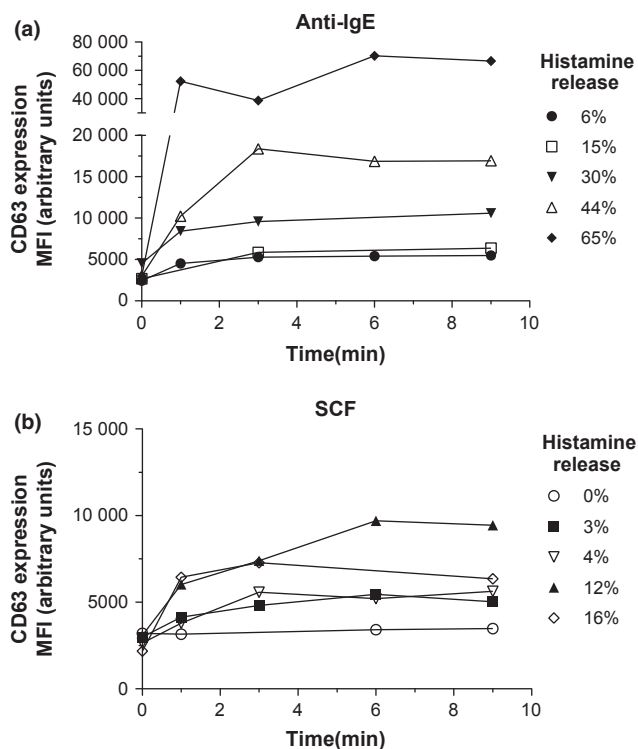 (a)
Anti-IgE
80 000
60 000
40 000
20 000
15 000
10 000
5000
0
0 2 4 6 8 10
Time(min)
CD63 expression
MFI (arbitrary units)
Histamine
release
6%
15%
30%
44%
65%
(b)
SCF
15 000
10 000
5000
0
0 2 4 6 8 10
Time(min)
CD63 expression
MFI (arbitrary units)
Histamine
release
0%
3%
4%
12%
16%